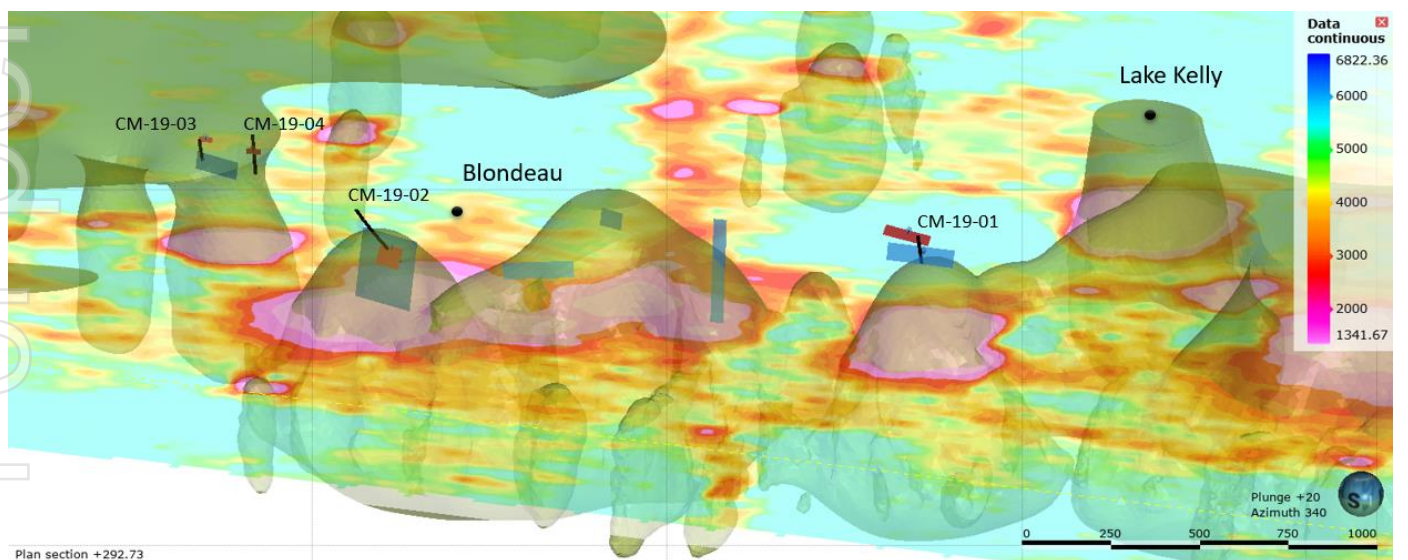 Data
continuous
6822.36
6000
5000
4000
3000
2000
1341.67
Lake Kelly
CM-19-03
CM-19-04
Blondeau
CM-19-02
CM-19-01
S
Plunge +20
Azimuth 340
0 250 500 750 1000
Plan section +292.73